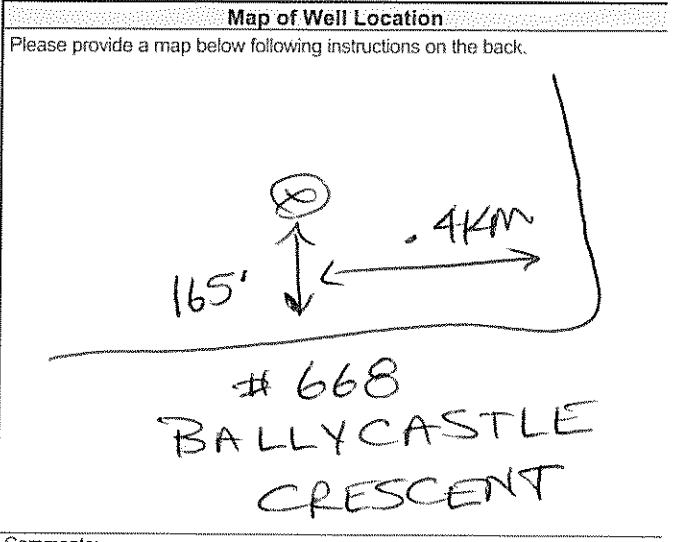 Map of Well Location
Please provide a map below following instructions on the back.
.4KM
165'
# 668
BALLYCASTLE
CRESCENT
Comments: